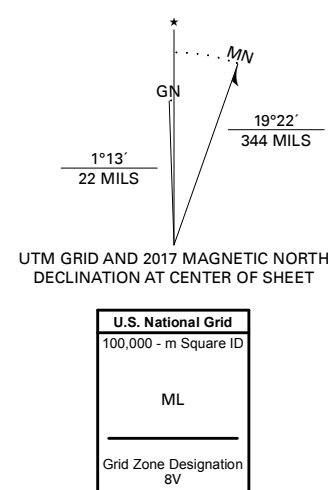 ★
MN
GN
19°22´
344 MILS
1°13´
22 MILS
UTM GRID AND 2017 MAGNETIC NORTH
DECLINATION AT CENTER OF SHEET
U.S. National Grid
100,000 - m Square ID
ML
Grid Zone Designation
8V